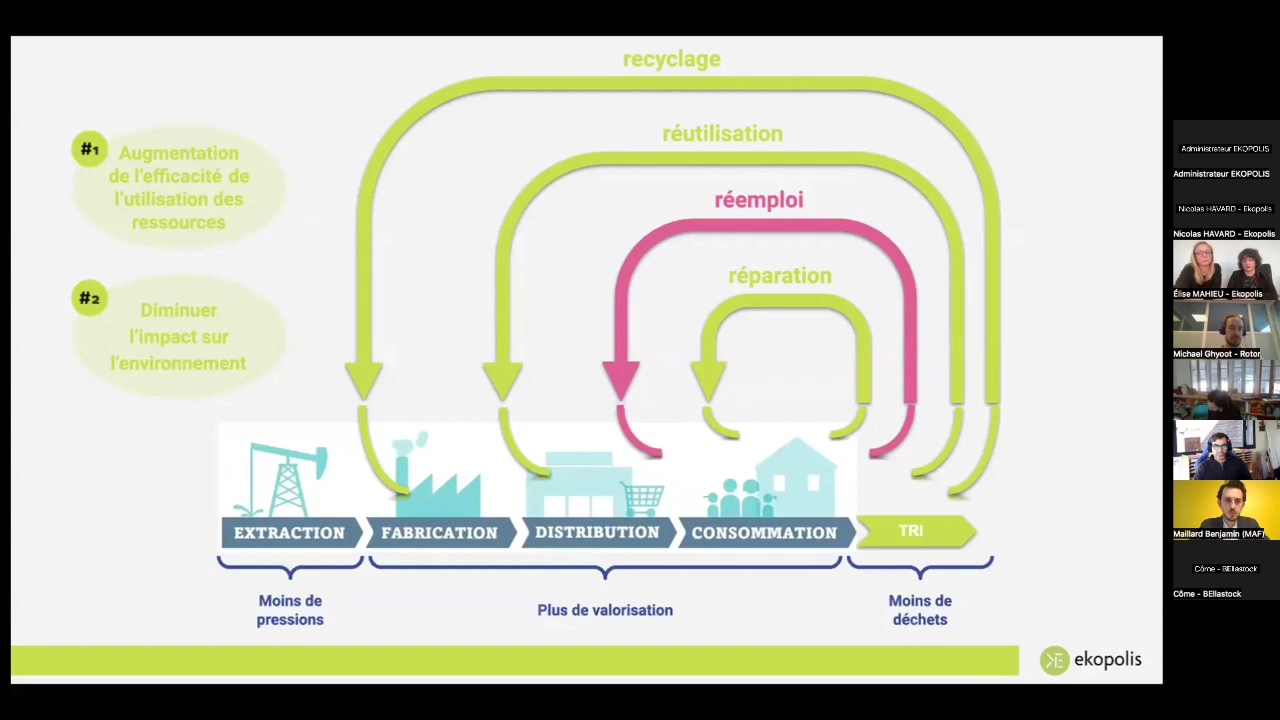 recyclage
réutilisation
réemploi
réparation
#1
Augmentation
de l'efficacité de
l'utilisation des
ressources
#2
Diminuer
l'impact sur
l'environnement
EXTRACTION
FABRICATION
DISTRIBUTION
CONSOMMATION
TRI
Moins de
pressions
Plus de valorisation
Moins de
déchets
ekopolis
Administrateur EKOPOLIS
Administrateur EKOPOLIS
Nicolas HAVARD - Ekopolis
Nicolas HAVARD - Ekopolis
Élise MAHIEU - Ekopolis
Michael Ghyoot - Rotor
Maillard Benjamin (MAF)
Côme - BEllastock
Côme - BEllastock